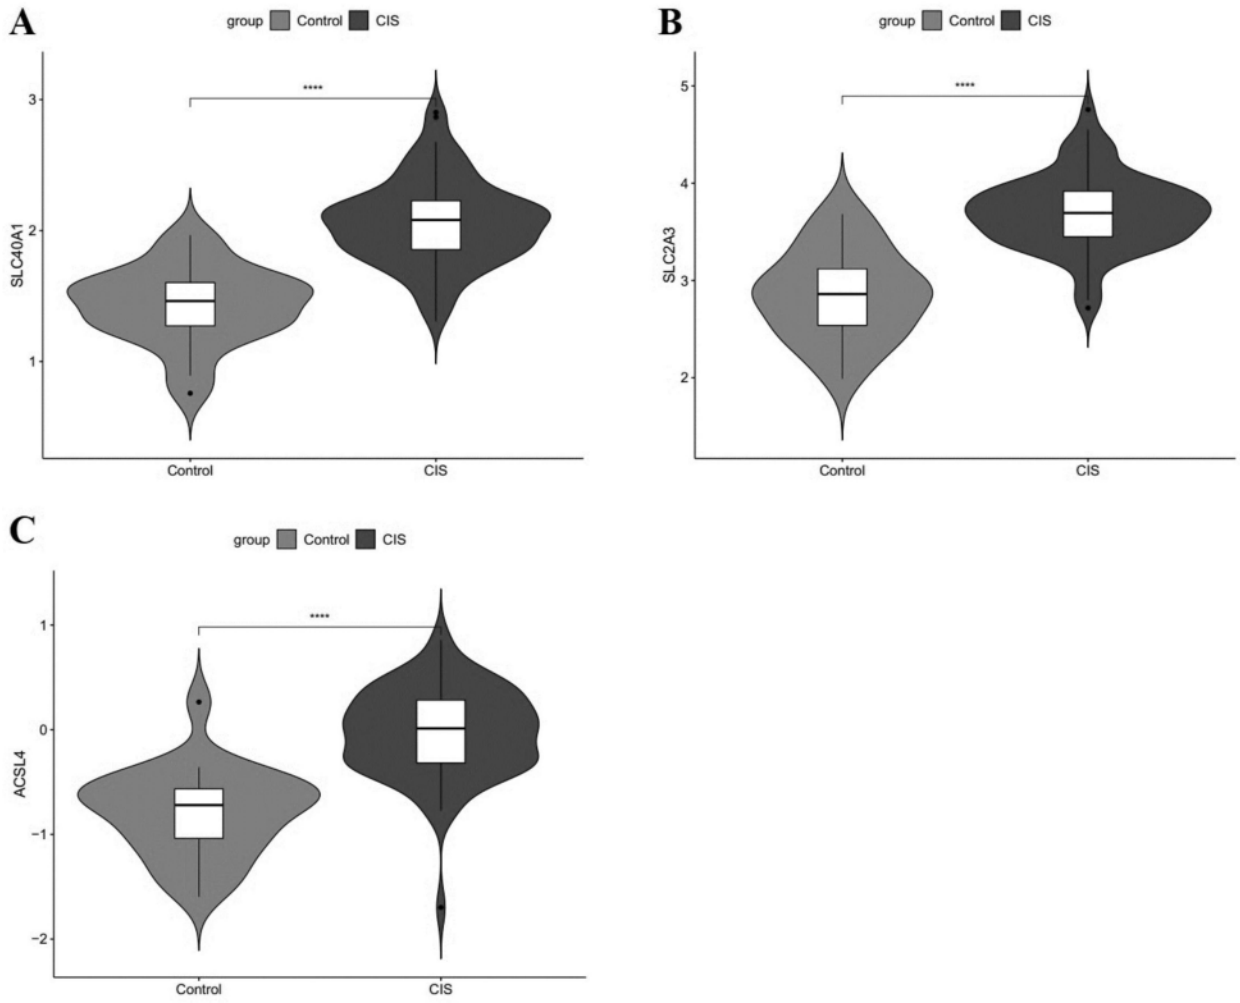 A
group Control CIS
****
SLC40A1
3
2
1
Control CIS
B
group Control CIS
****
SLC2A3
5
4
3
2
Control CIS
C
group Control CIS
****
ACSL4
1
0
−1
−2
Control CIS